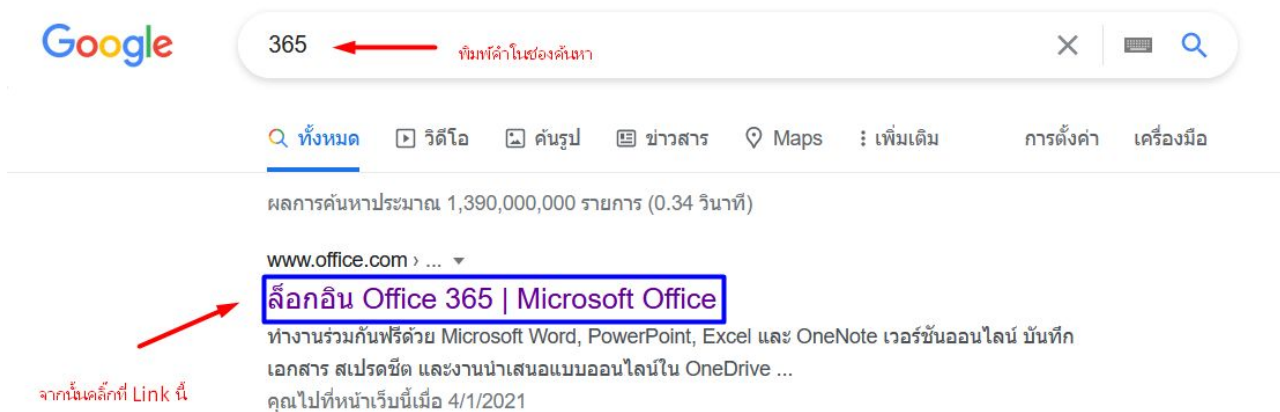 Google
365
พิมพ์คำในช่องค้นหา
ทั้งหมด วิดีโอ ค้นรูป ข่าวสาร Maps เพิ่มเติม การตั้งค่า เครื่องมือ
ผลการค้นหาประมาณ 1,390,000,000 รายการ (0.34 วินาที)
www.office.com › ...
ล็อกอิน Office 365 | Microsoft Office
ทำงานร่วมกันฟรีด้วย Microsoft Word, PowerPoint, Excel และ OneNote เวอร์ชันออนไลน์ บันทึก
เอกสาร สเปรดชีต และงานนำเสนอแบบออนไลน์ใน OneDrive ...
จากนั้นคลิ๊กที่ Link นี้
คุณไปที่หน้าเว็บนี้เมื่อ 4/1/2021